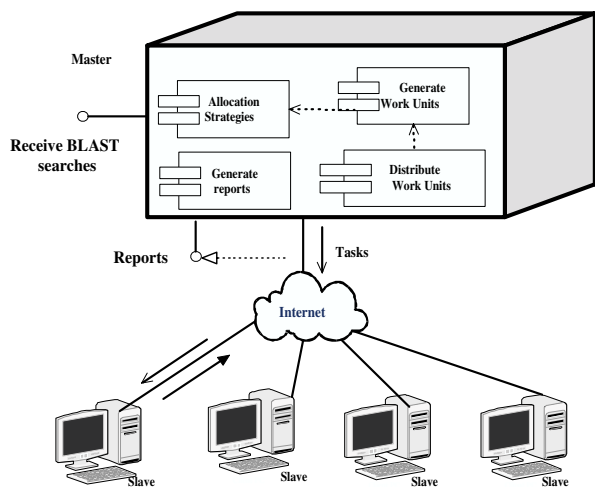 Master
Allocation
Strategies
Generate
Work Units
Receive BLAST
searches
Generate
reports
Distribute
Work Units
Reports
Tasks
Internet
Slave
Slave
Slave
Slave